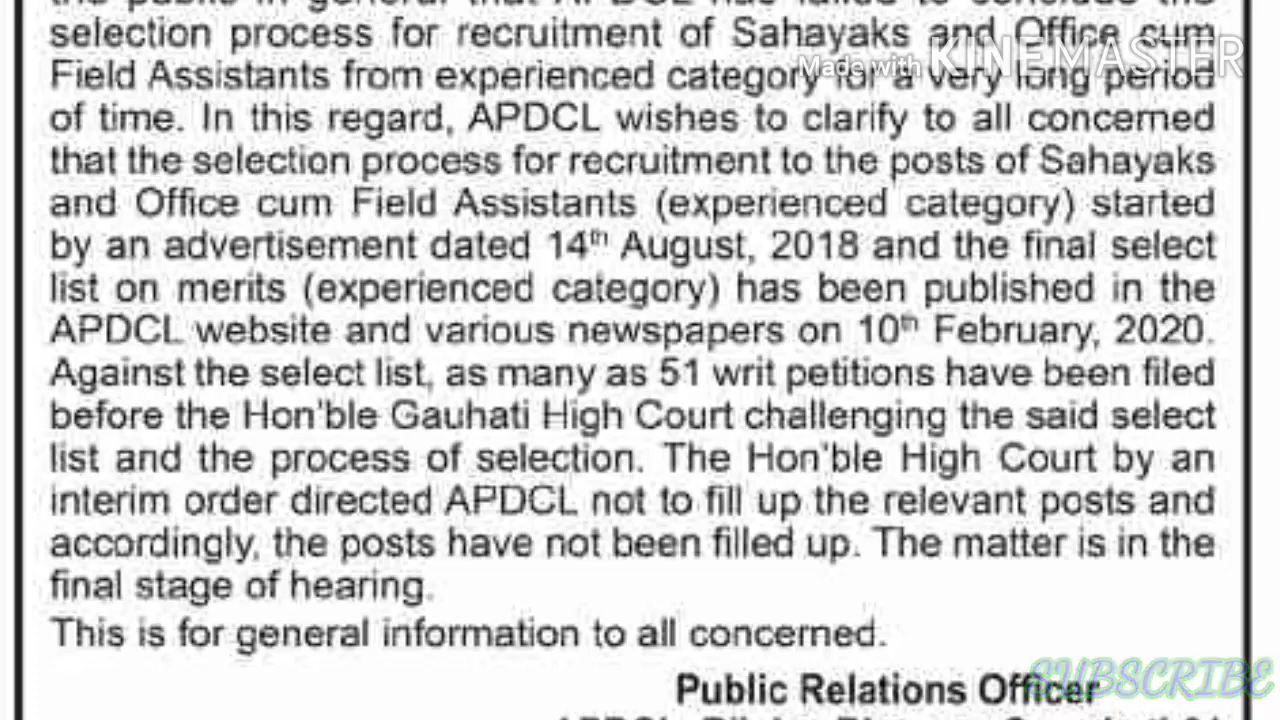 selection process for recruitment of Sahayaks and Office cum
Made with KINEMASTER
Field Assistants from experienced category for a very long period
of time. In this regard, APDCL wishes to clarify to all concerned
that the selection process for recruitment to the posts of Sahayaks
and Office cum Field Assistants (experienced category) started
by an advertisement dated 14th August, 2018 and the final select
list on merits (experienced category) has been published in the
APDCL website and various newspapers on 10th February, 2020.
Against the select list, as many as 51 writ petitions have been filed
before the Hon'ble Gauhati High Court challenging the said select
list and the process of selection. The Hon'ble High Court by an
interim order directed APDCL not to fill up the relevant posts and
accordingly, the posts have not been filled up. The matter is in the
final stage of hearing.
This is for general information to all concerned.
Public Relations Officer
SUBSCRIBE